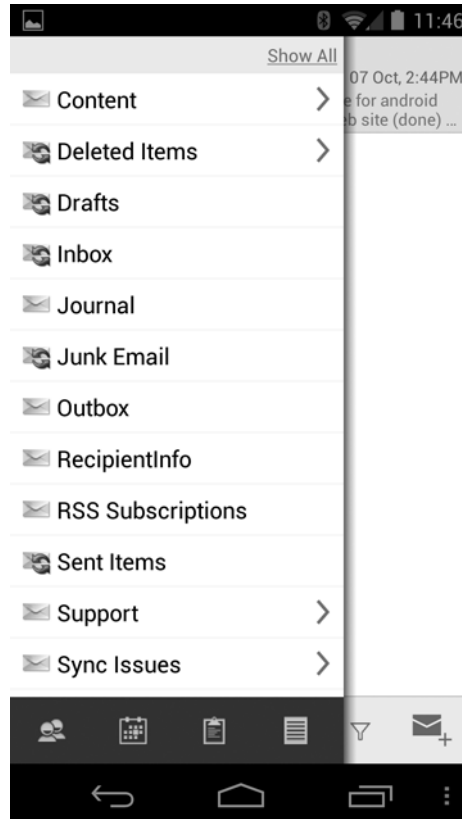 11:46
Show All
07 Oct, 2:44PM
Content
e for android
eb site (done) ...
Deleted Items
Drafts
Inbox
Journal
Junk Email
Outbox
RecipientInfo
RSS Subscriptions
Sent Items
Support
Sync Issues